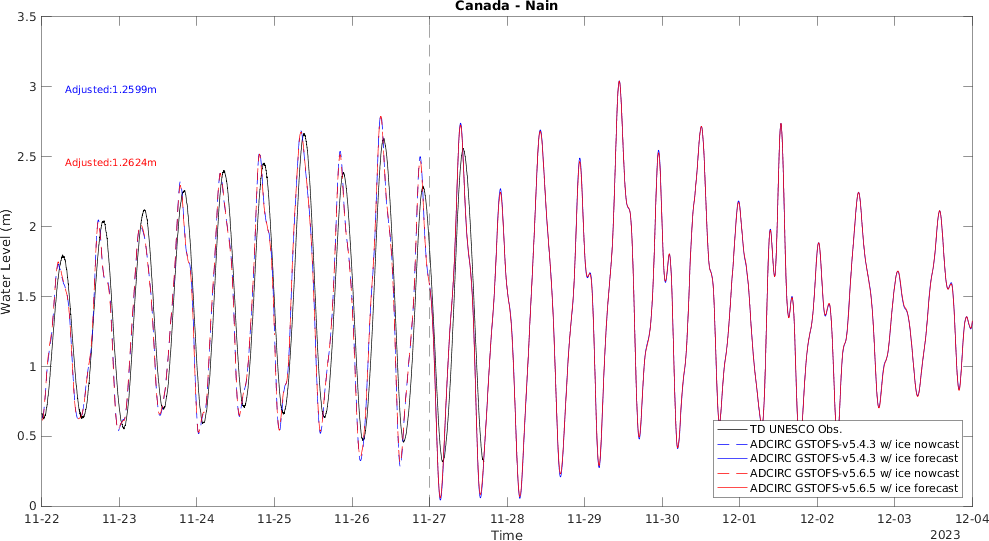 Canada - Nain
3.5
3
2.5
2
1.5
1
0.5
0
Water Level (m)
Adjusted:1.2599m
Adjusted:1.2624m
TD UNESCO Obs.
ADCIRC GSTOFS-v5.4.3 w/ ice nowcast
ADCIRC GSTOFS-v5.4.3 w/ ice forecast
ADCIRC GSTOFS-v5.6.5 w/ ice nowcast
ADCIRC GSTOFS-v5.6.5 w/ ice forecast
11-22 11-23 11-24 11-25 11-26 11-27 11-28 11-29 11-30 12-01 12-02 12-03 12-04
Time
2023